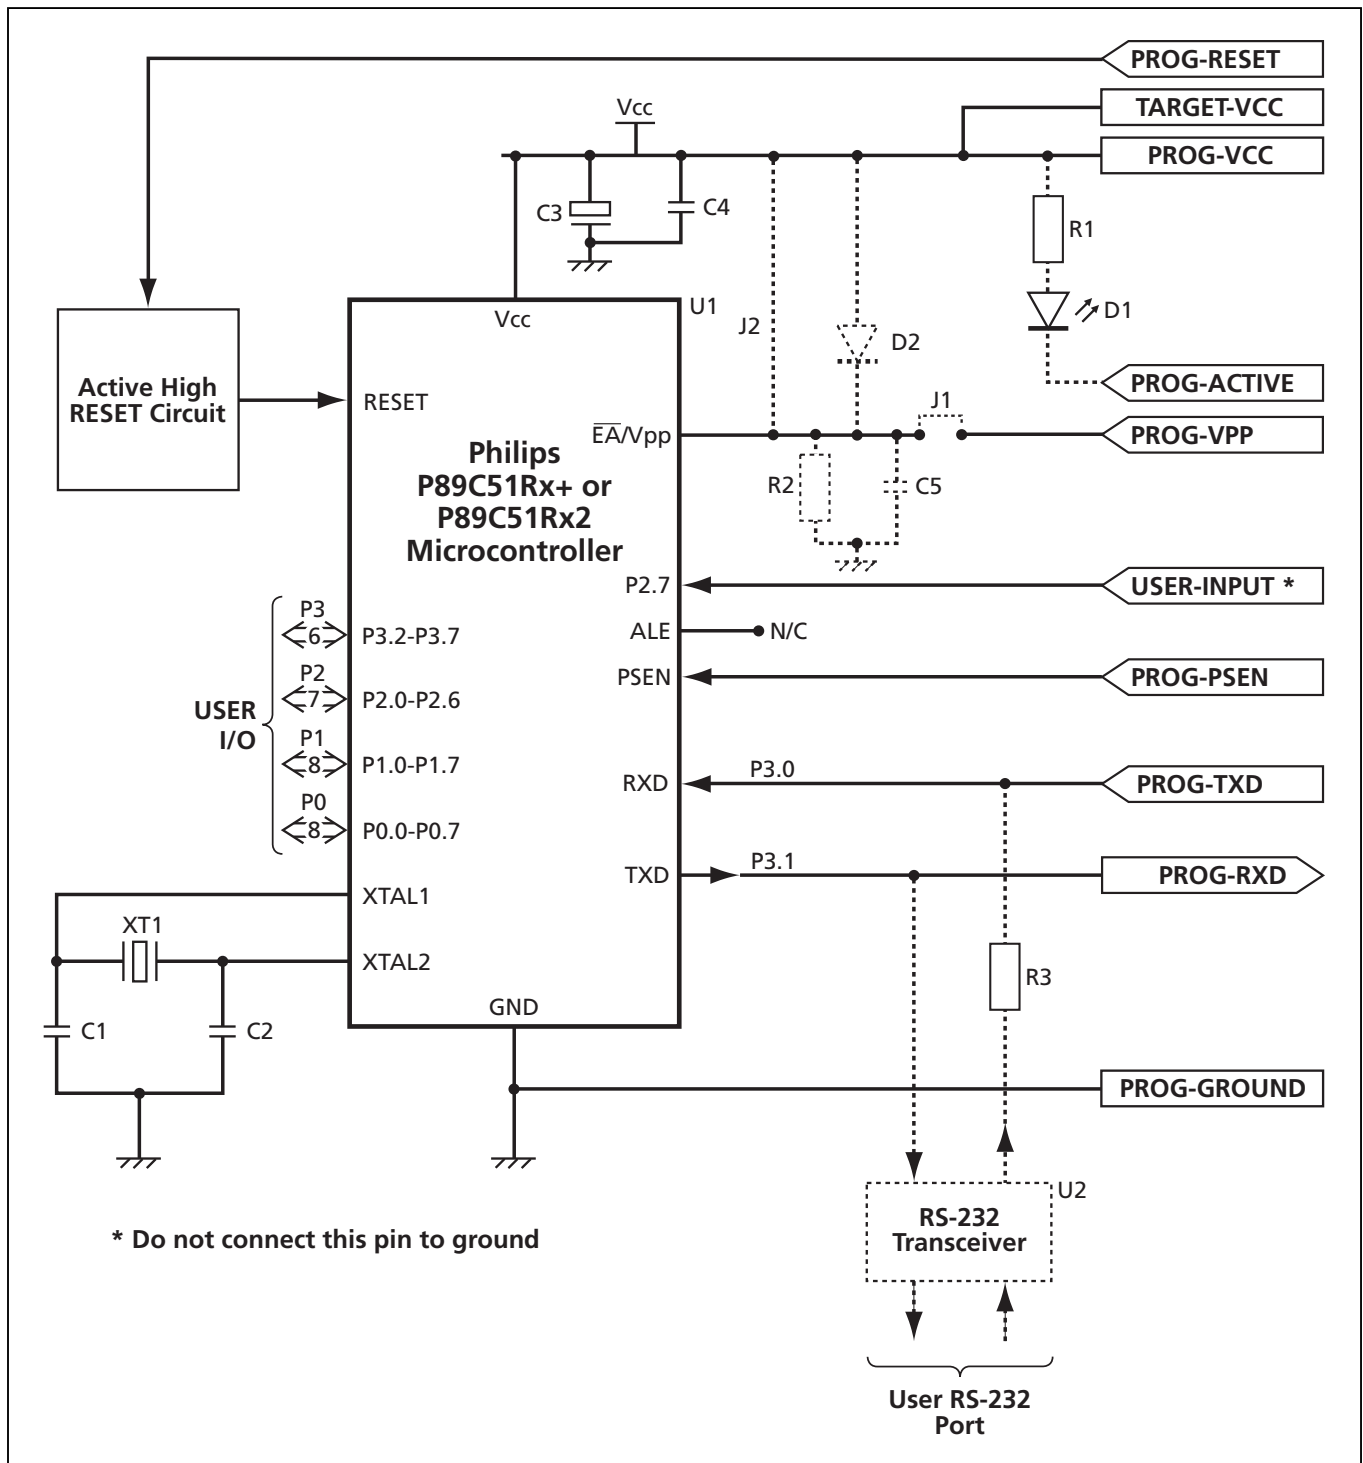 PROG-RESET
TARGET-VCC
Vcc
PROG-VCC
C3
C4
R1
U1
Vcc
J2
D2
D1
Active High
RESET Circuit
RESET
PROG-ACTIVE
J1
EA/Vpp
PROG-VPP
Philips
P89C51Rx+ or
P89C51Rx2
Microcontroller
R2
C5
P2.7
USER-INPUT *
ALE
N/C
PSEN
PROG-PSEN
USER
I/O
P3
6
P3.2-P3.7
P2
7
P2.0-P2.6
P1
8
P1.0-P1.7
P0
8
P0.0-P0.7
RXD
P3.0
PROG-TXD
TXD
P3.1
PROG-RXD
XTAL1
XT1
XTAL2
R3
GND
C1
C2
PROG-GROUND
U2
RS-232
Transceiver
* Do not connect this pin to ground
User RS-232
Port